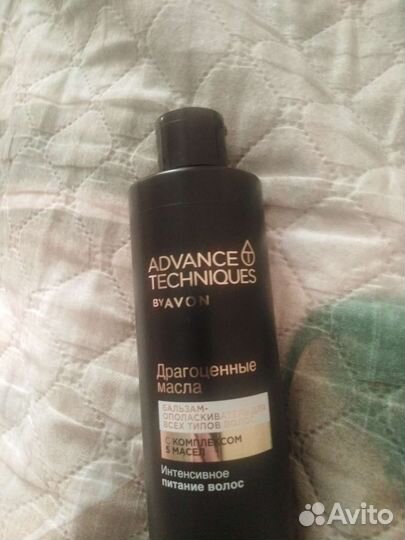 ADVANCE
TECHNIQUES
BY AVON
Драгоценные
масла
БАЛЬЗАМ-
ОПОЛАСКИВАТЕЛЬ ДЛЯ
ВСЕХ ТИПОВ ВОЛОС
С КОМПЛЕКСОМ
5 МАСЕЛ
Интенсивное
питание волос
Avito